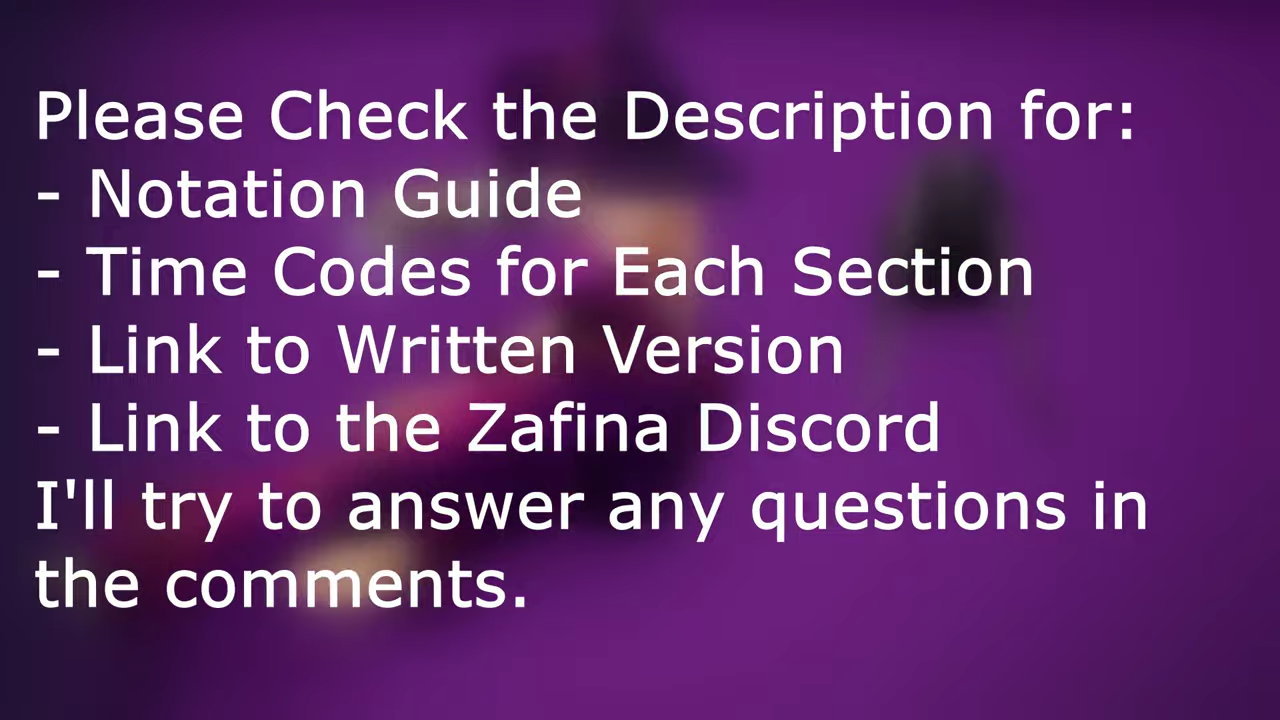 Please Check the Description for:
- Notation Guide
- Time Codes for Each Section
- Link to Written Version
- Link to the Zafina Discord
I'll try to answer any questions in
the comments.